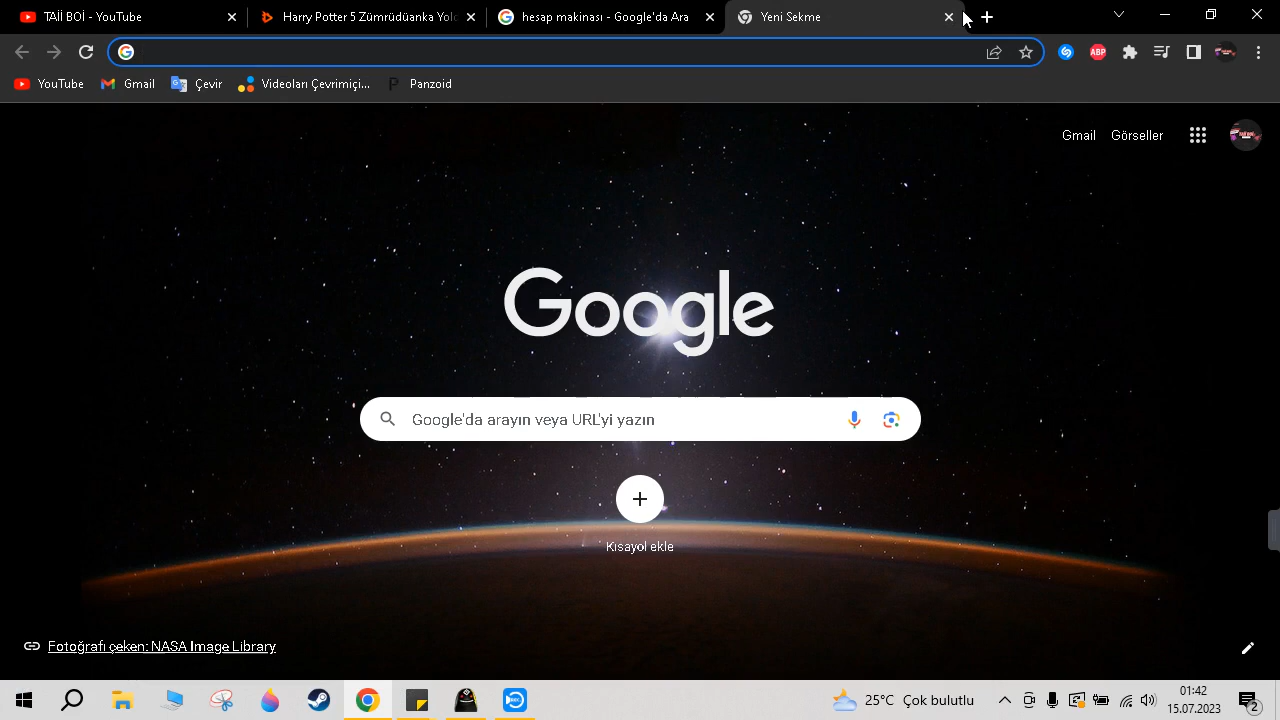 TAİİ BOİ - YouTube
Harry Potter 5 Zümrüdüanka Yolc
hesap makinası - Google'da Ara
Yeni Sekme
ABP
YouTube
Gmail
Çevir
Videoları Çevrimiçi...
Panzoid
Gmail
Görseller
Google
Google'da arayın veya URL'yi yazın
Kısayol ekle
Fotoğrafı çeken: NASA Image Library
25°C Çok bulutlu
01:42
15.07.2023
2